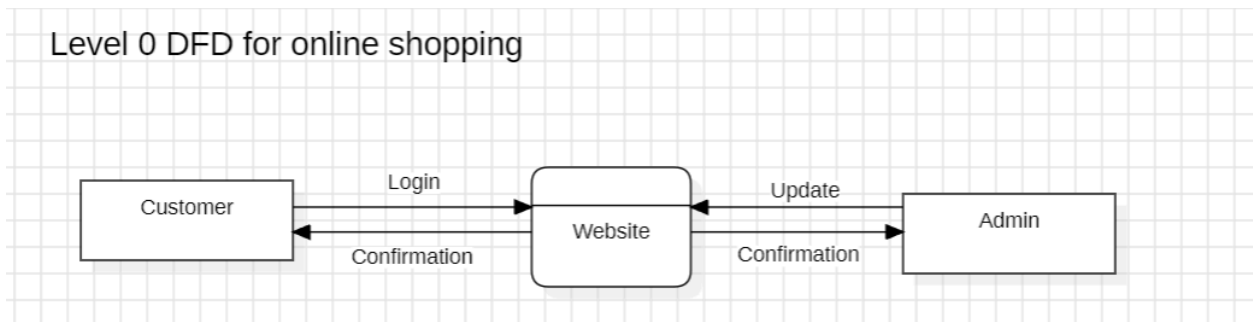 Level 0 DFD for online shopping
Customer
Login
Confirmation
Website
Update
Confirmation
Admin